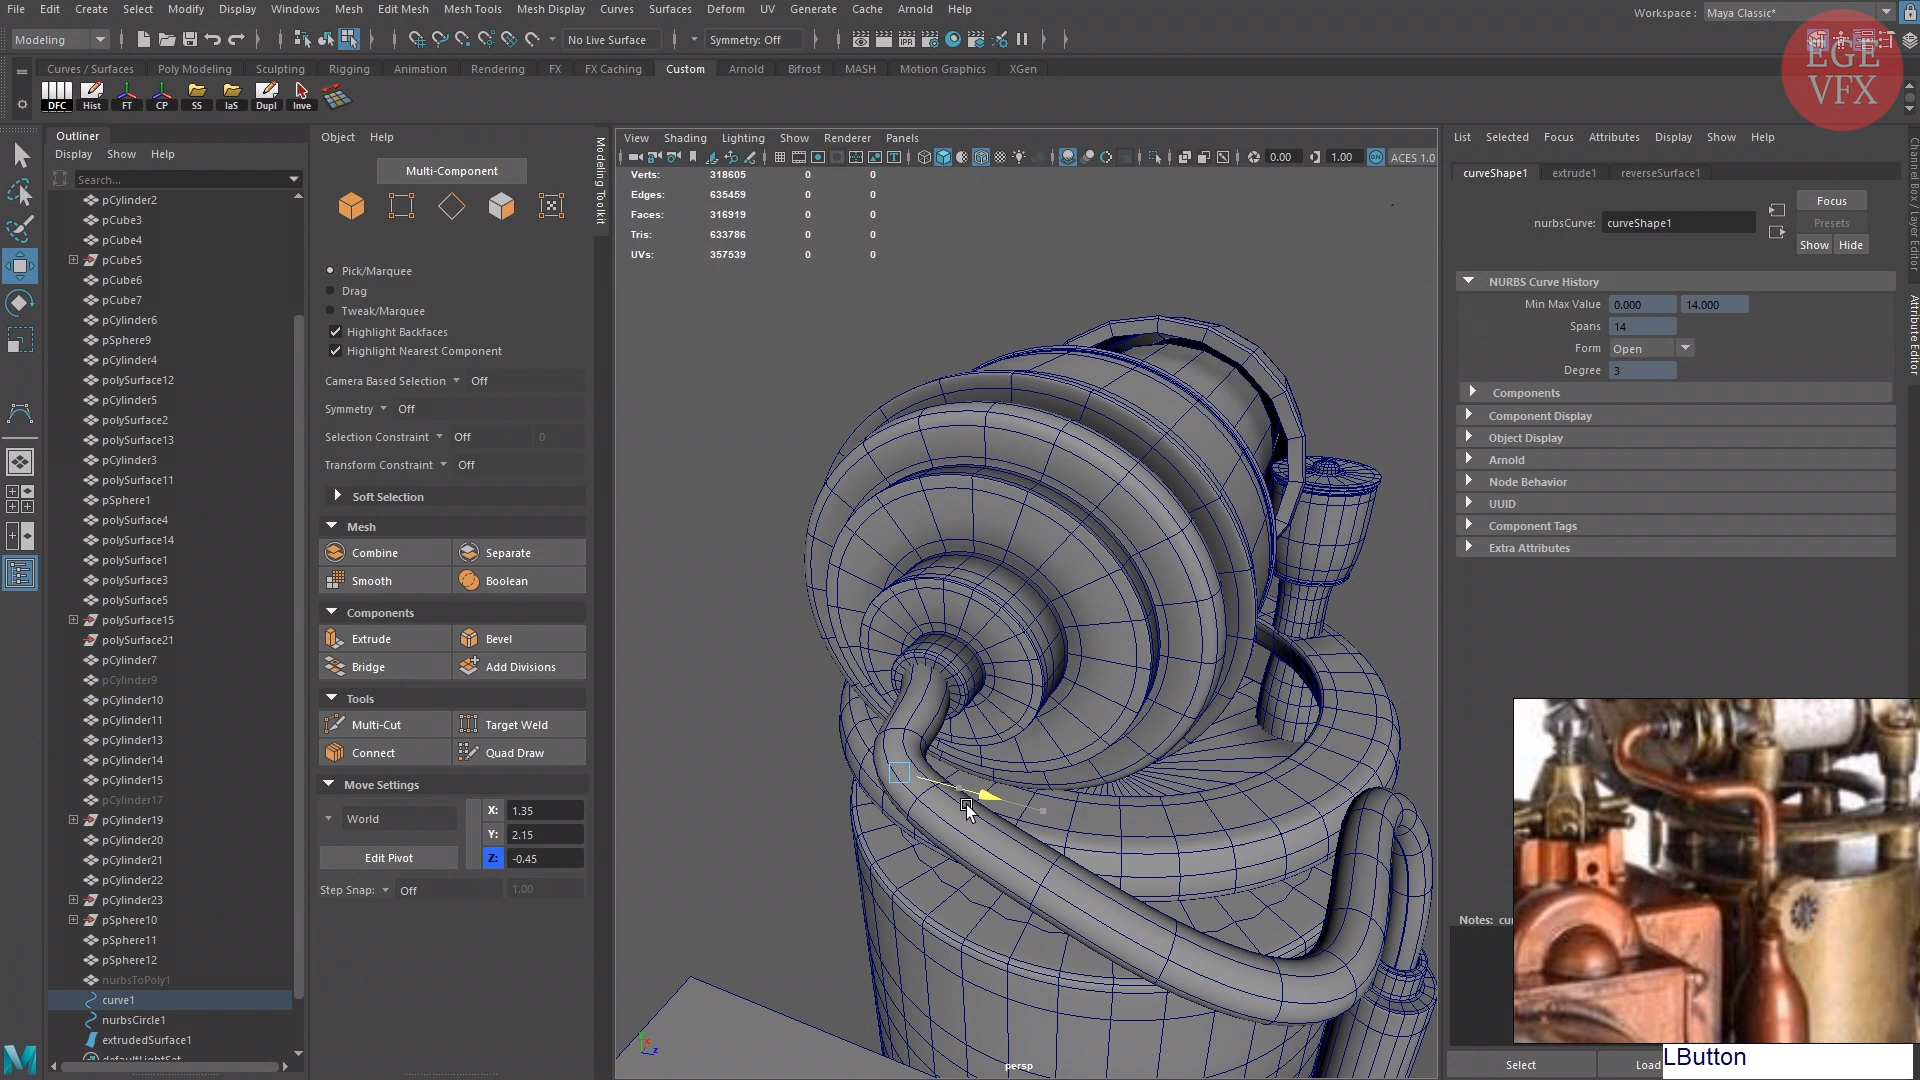 File Edit Create Select Modify Display Windows Mesh Edit Mesh Mesh Tools Mesh Display Curves Surfaces Deform UV Generate Cache Arnold Help
Workspace : Maya Classic*
Modeling No Live Surface Symmetry: Off
EGE
VFX
Curves / Surfaces Poly Modeling Sculpting Rigging Animation Rendering FX FX Caching Custom Arnold Bifrost MASH Motion Graphics XGen
DFC Hist FT CP SS IaS Dupl Inve
Outliner
Display Show Help
Search...
pCylinder2
pCube3
pCube4
pCube5
pCube6
pCube7
pCylinder6
pSphere9
pCylinder4
polySurface12
pCylinder5
polySurface2
polySurface13
pCylinder3
polySurface11
pSphere1
polySurface4
polySurface14
polySurface1
polySurface3
polySurface5
polySurface15
polySurface21
pCylinder7
pCylinder9
pCylinder10
pCylinder11
pCylinder13
pCylinder14
pCylinder15
pCylinder17
pCylinder19
pCylinder20
pCylinder21
pCylinder22
pCylinder23
pSphere10
pSphere11
pSphere12
nurbsToPoly1
curve1
nurbsCircle1
extrudedSurface1
defaultLightSet
Object Help
Modeling Toolkit
Multi-Component
Pick/Marquee
Drag
Tweak/Marquee
Highlight Backfaces
Highlight Nearest Component
Camera Based Selection Off
Symmetry Off
Selection Constraint Off 0
Transform Constraint Off
Soft Selection
Mesh
Combine Separate
Smooth Boolean
Components
Extrude Bevel
Bridge Add Divisions
Tools
Multi-Cut Target Weld
Connect Quad Draw
Move Settings
World X: 1.35
Y: 2.15
Edit Pivot Z: -0.45
Step Snap: Off 1.00
View Shading Lighting Show Renderer Panels
0.00 1.00 ACES 1.0
Verts: 318605 0 0
Edges: 635459 0 0
Faces: 316919 0 0
Tris: 633786 0 0
UVs: 357539 0 0
x
z
persp
List Selected Focus Attributes Display Show Help
curveShape1 extrude1 reverseSurface1
Focus
nurbsCurve: curveShape1
Presets
Show Hide
NURBS Curve History
Min Max Value 0.000 14.000
Spans 14
Form Open
Degree 3
Components
Component Display
Object Display
Arnold
Node Behavior
UUID
Component Tags
Extra Attributes
Notes: cu
Select Load
LButton
Channel Box / Layer Editor
Attribute Editor